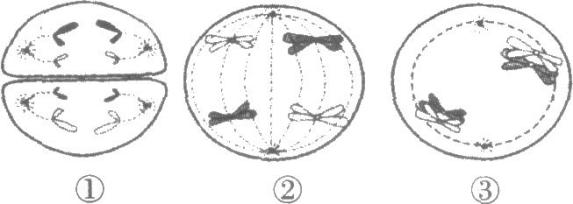 ① ② ③